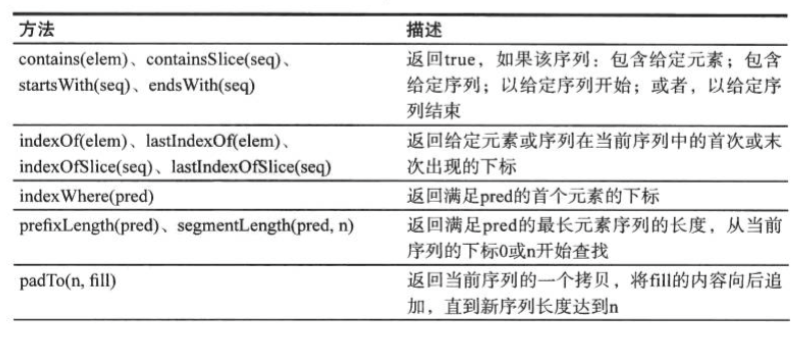 方法 描述
contains(elem)、containsSlice(seq)、 返回true，如果该序列：包含给定元素；包含
startsWith(seq)、endsWith(seq) 给定序列；以给定序列开始；或者，以给定序
列结束
indexOf(elem)、lastIndexOf(elem)、 返回给定元素或序列在当前序列中的首次或末
indexOfSlice(seq)、lastIndexOfSlice(seq) 次出现的下标
indexWhere(pred) 返回满足pred的首个元素的下标
prefixLength(pred)、segmentLength(pred, n) 返回满足pred的最长元素序列的长度，从当前
序列的下标0或n开始查找
padTo(n, fill) 返回当前序列的一个拷贝，将fill的内容向后追
加，直到新序列长度达到n